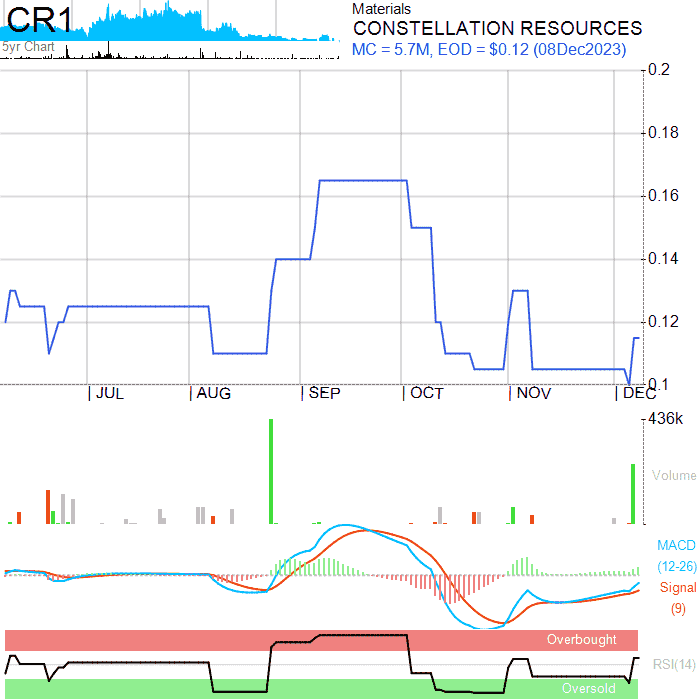 CR1
5yr Chart
Materials
CONSTELLATION RESOURCES
MC = 5.7M, EOD = $0.12 (08Dec2023)
0.2
0.18
0.16
0.14
0.12
0.1
JUL AUG SEP OCT NOV DEC
436k
Volume
MACD
(12-26)
Signal
(9)
Overbought
RSI(14)
Oversold